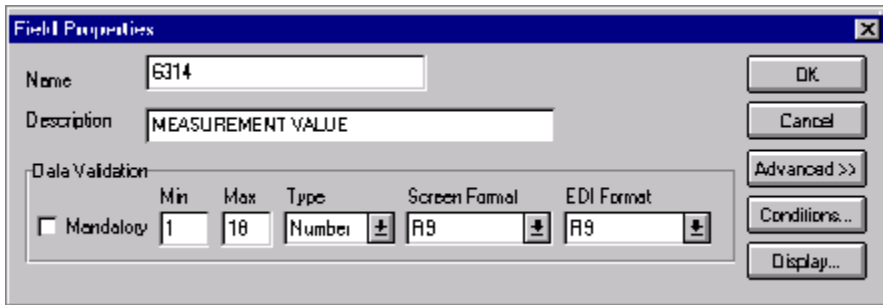 Field Properties
Name 6314
Description MEASUREMENT VALUE
Data Validation
Min Max Type Screen Format EDI Format
Mandatory 1 18 Number R9 R9
OK
Cancel
Advanced >>
Conditions...
Display...